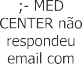 ;- MED
CENTER não
respondeu
email com